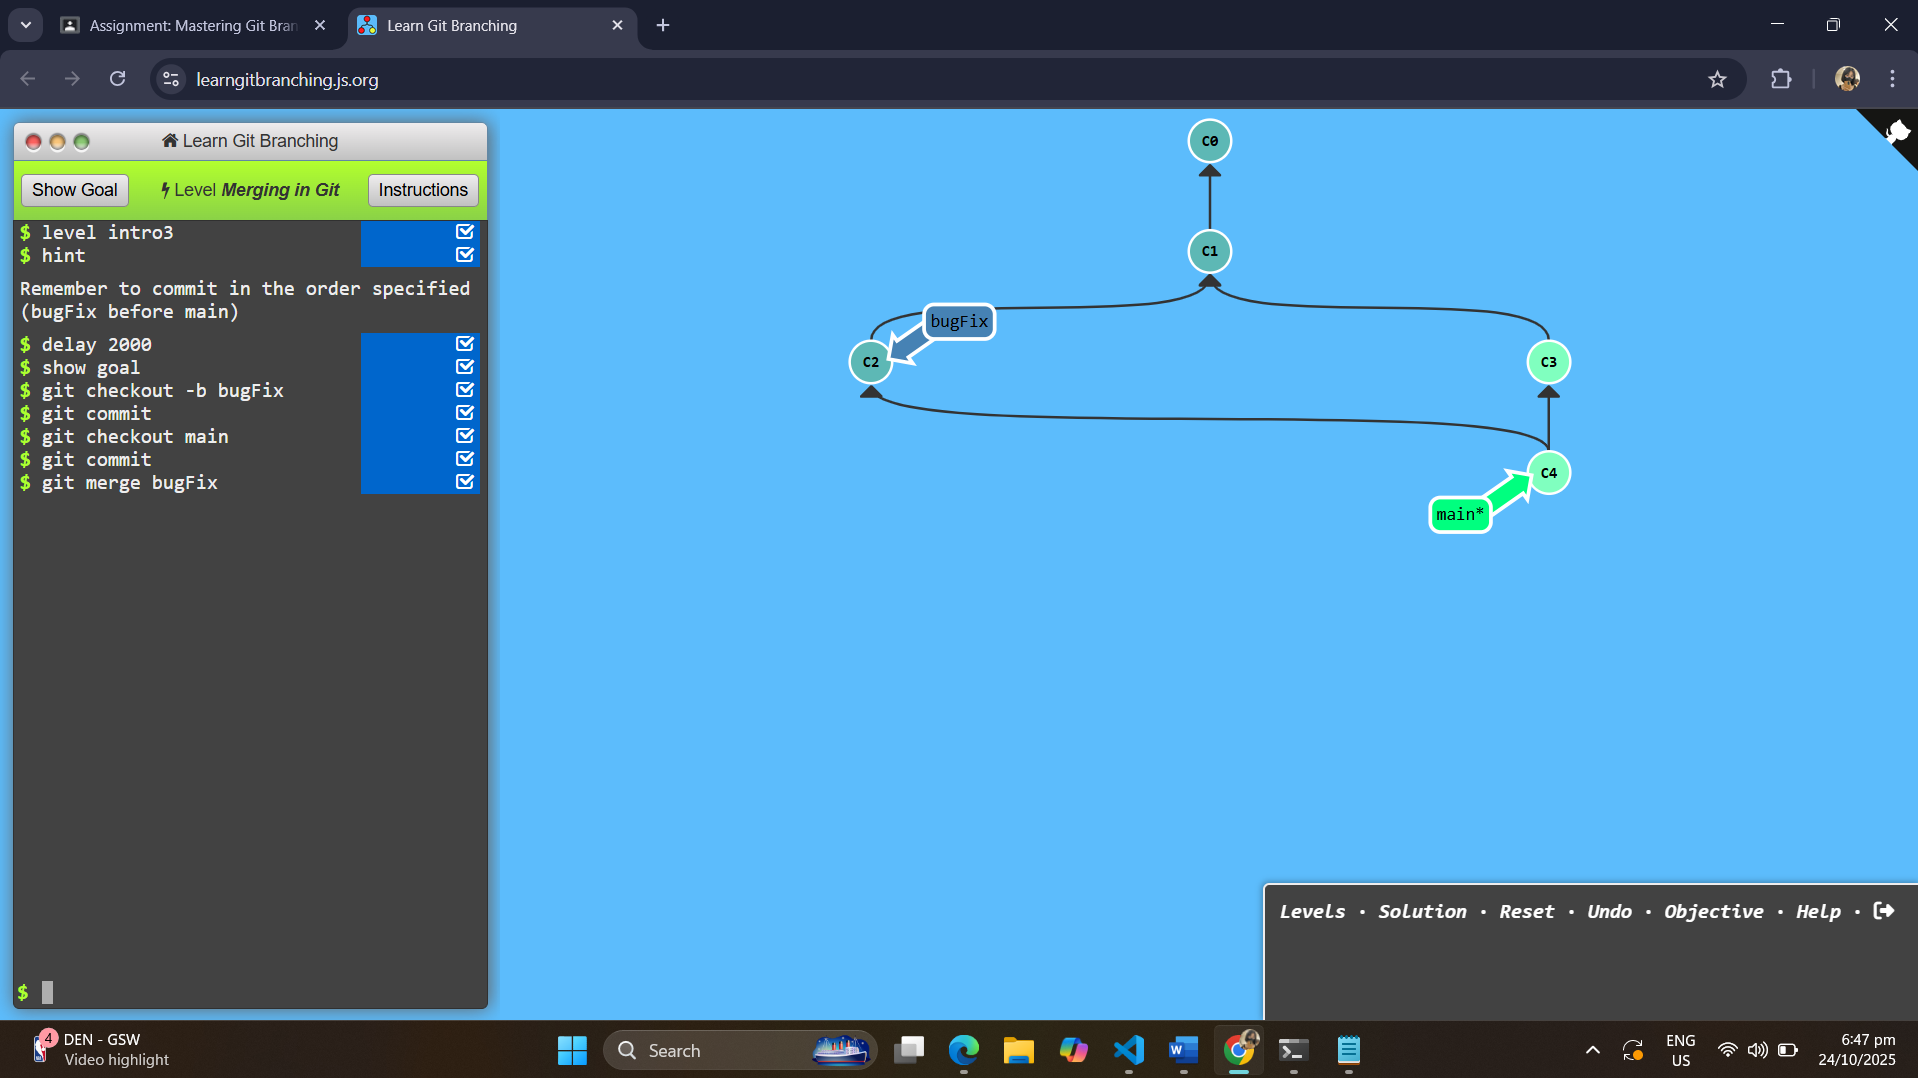 Assignment: Mastering Git Bran
Learn Git Branching
learngitbranching.js.org
Learn Git Branching
Show Goal
Level Merging in Git
Instructions
$ level intro3
$ hint
Remember to commit in the order specified
(bugFix before main)
$ delay 2000
$ show goal
$ git checkout -b bugFix
$ git commit
$ git checkout main
$ git commit
$ git merge bugFix
$
C0
C1
bugFix
C2
C3
C4
main*
Levels · Solution · Reset · Undo · Objective · Help ·
4
DEN - GSW
Video highlight
Search
ENG
US
6:47 pm
24/10/2025